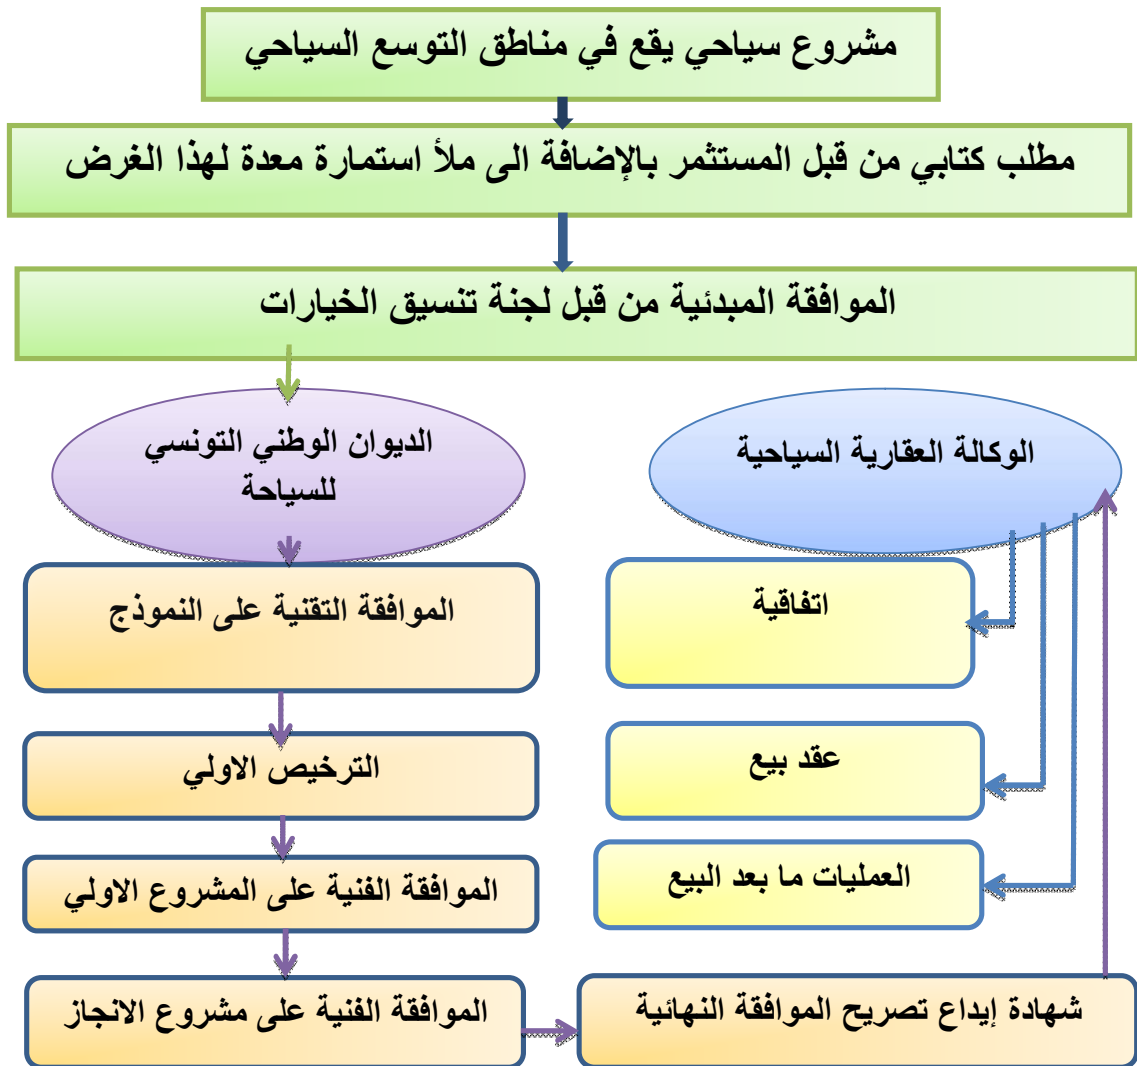 مشروع سياحي يقع في مناطق التوسع السياحي
مطلب كتابي من قبل المستثمر بالإضافة الى ملأ استمارة معدة لهذا الغرض
الموافقة المبدئية من قبل لجنة تنسيق الخيارات
الديوان الوطني التونسي
للسياحة
الموافقة التقنية على النموذج
الترخيص الاولي
الموافقة الفنية على المشروع الاولي
الموافقة الفنية على مشروع الانجاز
شهادة إيداع تصريح الموافقة النهائية
الوكالة العقارية السياحية
اتفاقية
عقد بيع
العمليات ما بعد البيع